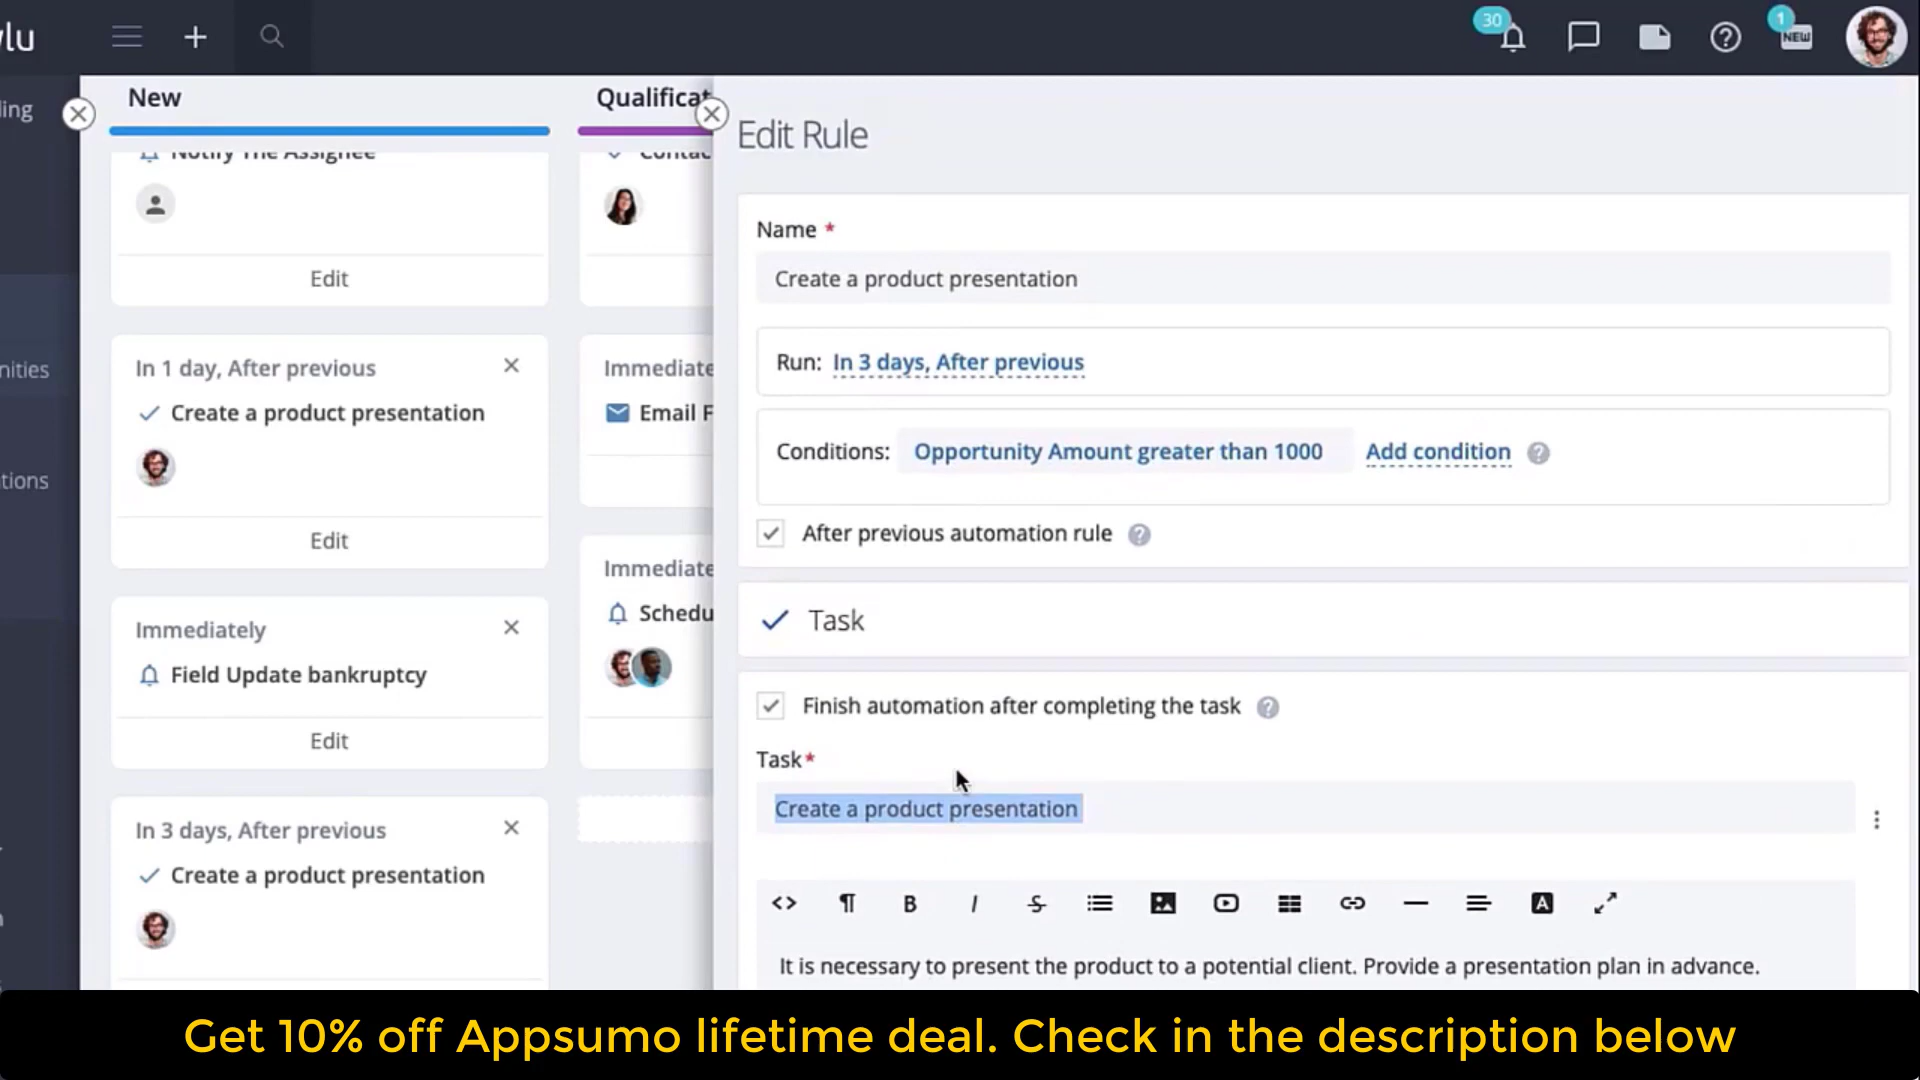 30
1
NEW
ling
New
Qualificat
Edit Rule
Notify The Assignee
Contac
Edit
Name *
Create a product presentation
Run: In 3 days, After previous
Conditions: Opportunity Amount greater than 1000 Add condition ?
After previous automation rule ?
nities
tions
In 1 day, After previous
Create a product presentation
Edit
Immediate
Email F
Immediately
Field Update bankruptcy
Edit
Immediate
Schedu
In 3 days, After previous
Create a product presentation
Task
Finish automation after completing the task ?
Task*
Create a product presentation
It is necessary to present the product to a potential client. Provide a presentation plan in advance.
Get 10% off Appsumo lifetime deal. Check in the description below